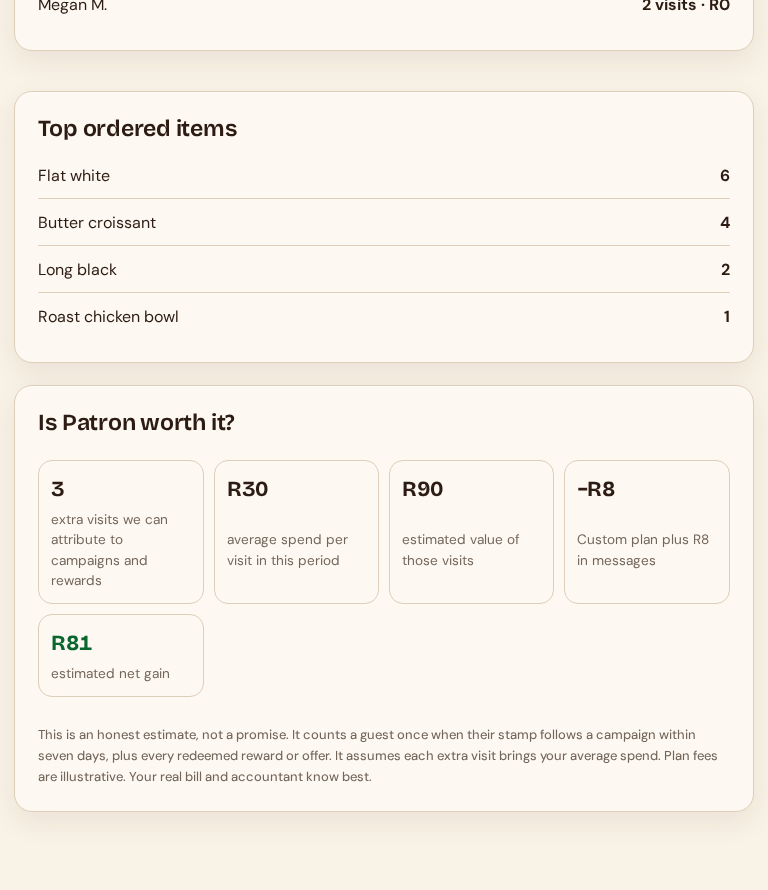 Megan M.
2 visits · R0
Top ordered items
Flat white
6
Butter croissant
4
Long black
2
Roast chicken bowl
1
Is Patron worth it?
3
extra visits we can
attribute to
campaigns and
rewards
R30
average spend per
visit in this period
R90
estimated value of
those visits
−R8
Custom plan plus R8
in messages
R81
estimated net gain
This is an honest estimate, not a promise. It counts a guest once when their stamp follows a campaign within
seven days, plus every redeemed reward or offer. It assumes each extra visit brings your average spend. Plan fees
are illustrative. Your real bill and accountant know best.